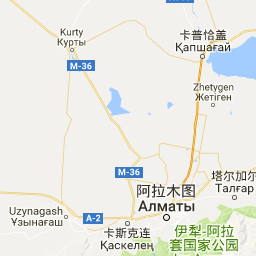 Kurty
Курты
M-36
卡普恰盖
Қапшағай
Zhetygen
Жетіген
M-36
阿拉木图
Алматы
塔尔加尔
Талғар
Uzynagash
Ұзынағаш
A-2
卡斯克连
Қаскелең
伊犁-阿拉
套国家公园